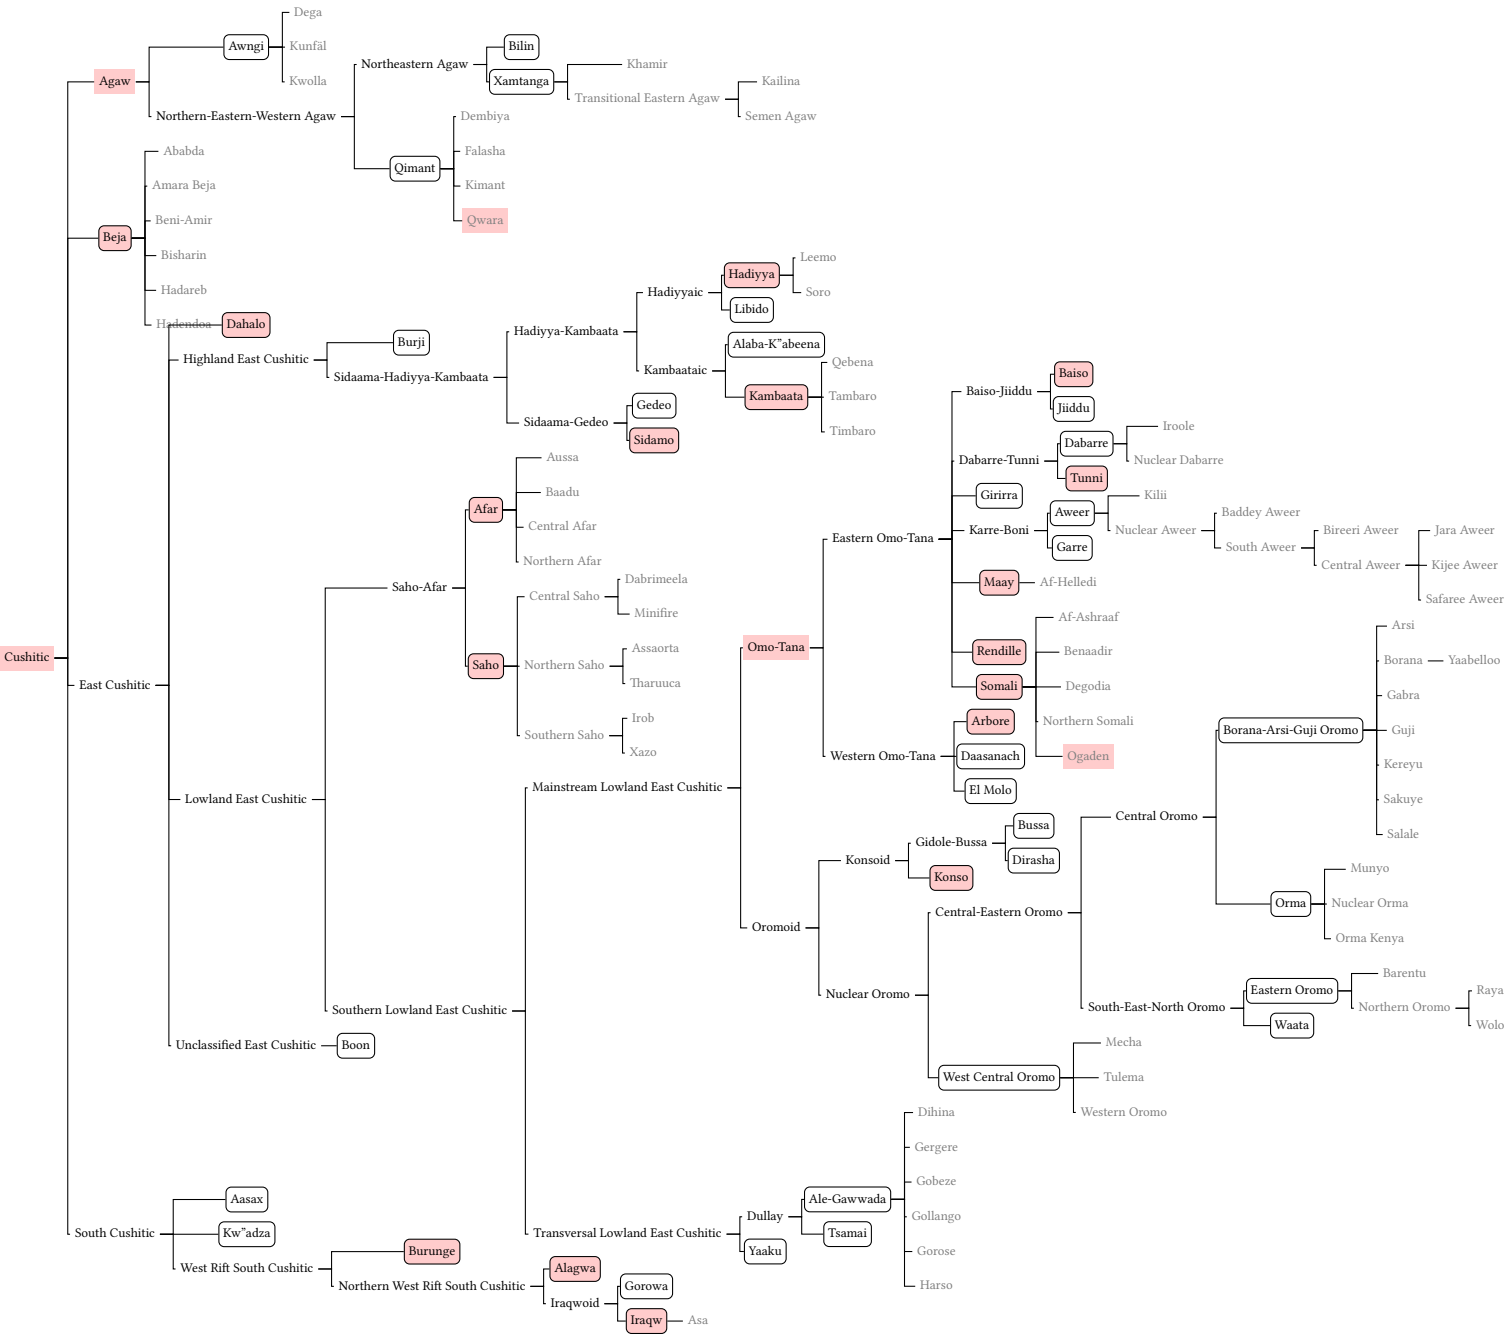 Dega
Awngi
Kunfäl
Bilin
Northeastern Agaw
Khamir
Agaw
Kwolla
Xamtanga
Kailina
Transitional Eastern Agaw
Northern-Eastern-Western Agaw
Dembiya
Semen Agaw
Ababda
Falasha
Qimant
Amara Beja
Kimant
Beni-Amir
Qwara
Beja
Bisharin
Leemo
Hadiyya
Hadareb
Hadiyyaic
Soro
Libido
Hadendoa
Dahalo
Hadiyya-Kambaata
Burji
Alaba-K"abeena
Highland East Cushitic
Qebena
Kambaataic
Baiso
Sidaama-Hadiyya-Kambaata
Baiso-Jiiddu
Kambaata
Tambaro
Gedeo
Jiiddu
Sidaama-Gedeo
Iroole
Timbaro
Sidamo
Dabarre
Aussa
Dabarre-Tunni
Nuclear Dabarre
Tunni
Baadu
Girirra
Kilii
Afar
Aweer
Baddey Aweer
Central Afar
Karre-Boni
Nuclear Aweer
Bireeri Aweer
Jara Aweer
Eastern Omo-Tana
Garre
South Aweer
Northern Afar
Central Aweer
Kijee Aweer
Dabrimeela
Maay
Af-Helledi
Saho-Afar
Central Saho
Safaree Aweer
Minifire
Af-Ashraaf
Arsi
Omo-Tana
Assaorta
Rendille
Benaadir
Cushitic
Borana
Yaabelloo
Saho
Northern Saho
East Cushitic
Tharuuca
Somali
Degodia
Gabra
Irob
Arbore
Northern Somali
Southern Saho
Borana-Arsi-Guji Oromo
Guji
Xazo
Western Omo-Tana
Daasanach
Ogaden
Kereyu
Mainstream Lowland East Cushitic
El Molo
Lowland East Cushitic
Sakuye
Central Oromo
Bussa
Salale
Gidole-Bussa
Konsoid
Dirasha
Munyo
Konso
Orma
Nuclear Orma
Central-Eastern Oromo
Oromoid
Orma Kenya
Barentu
Nuclear Oromo
Eastern Oromo
Raya
South-East-North Oromo
Northern Oromo
Southern Lowland East Cushitic
Waata
Wolo
Unclassified East Cushitic
Boon
Mecha
West Central Oromo
Tulema
Dihina
Western Oromo
Gergere
Gobeze
Aasax
Ale-Gawwada
Dullay
Gollango
South Cushitic
Kw"adza
Transversal Lowland East Cushitic
Tsamai
Burunge
Yaaku
Gorose
West Rift South Cushitic
Alagwa
Northern West Rift South Cushitic
Gorowa
Harso
Iraqwoid
Iraqw
Asa